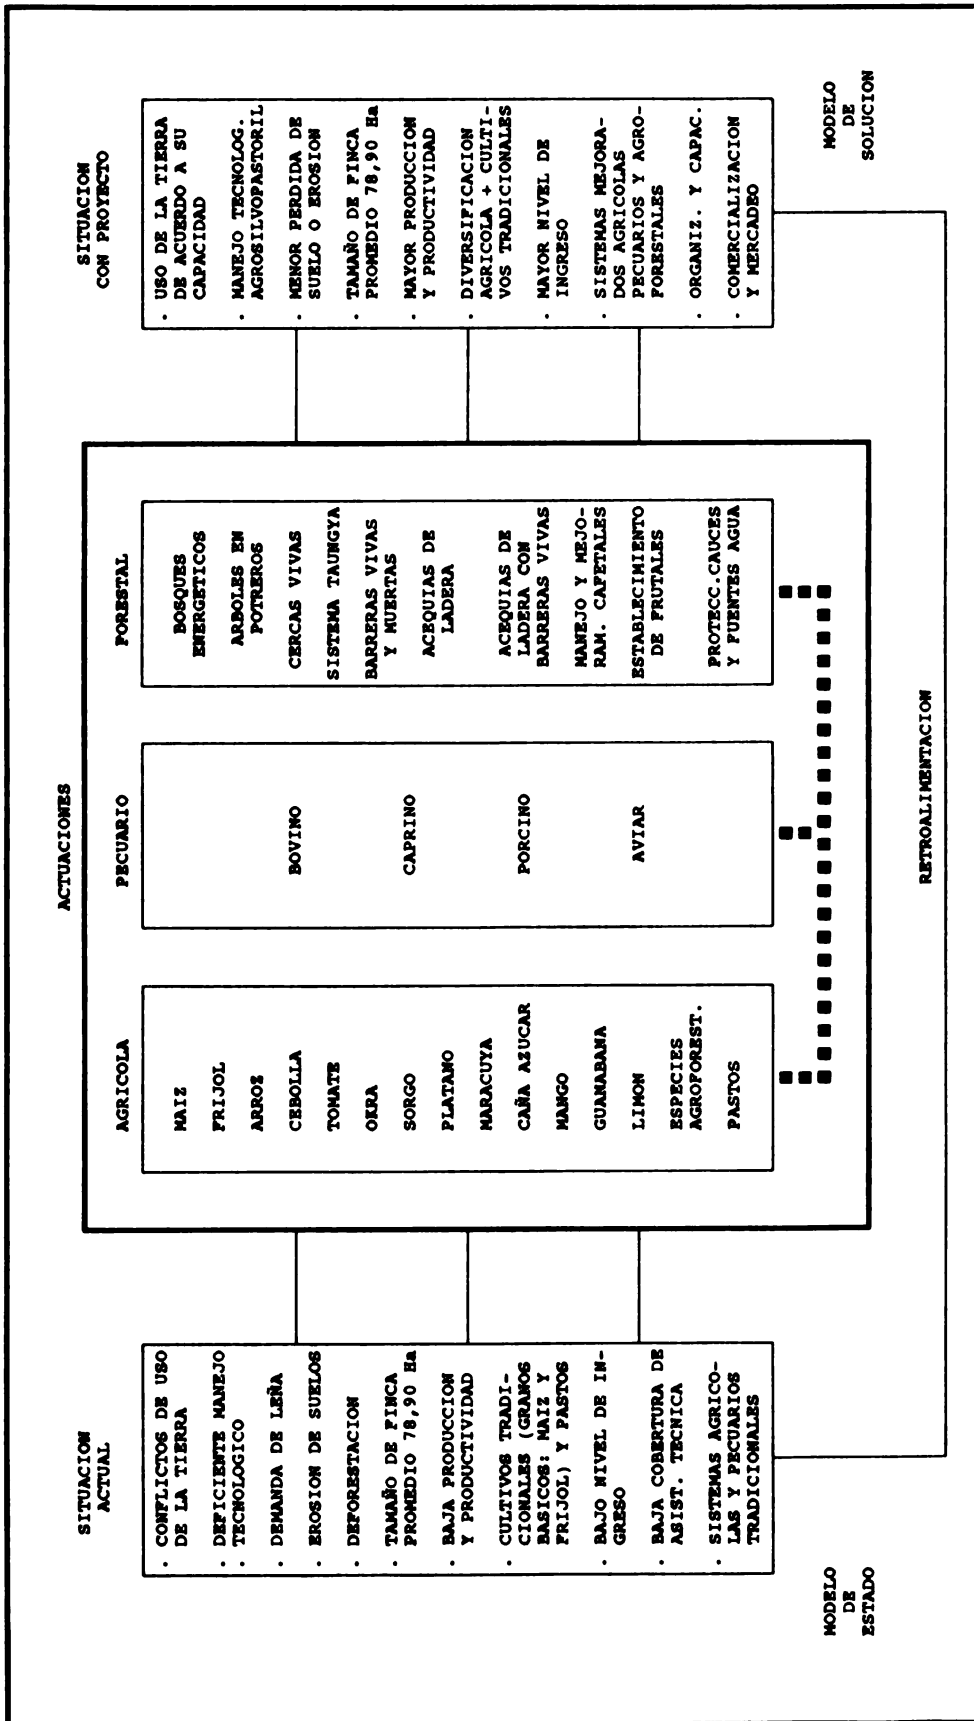 SITUACION
ACTUAL
. CONFLICTOS DE USO
DE LA TIERRA
. DEFICIENTE MANEJO
. TECNOLOGICO
. DEMANDA DE LEÑA
. EROSION DE SUELOS
. DEFORESTACION
. TAMAÑO DE FINCA
PROMEDIO 78,90 Ha
. BAJA PRODUCCION
Y PRODUCTIVIDAD
. CULTIVOS TRADI-
CIONALES (GRANOS
BASICOS: MAIZ Y
FRIJOL) Y PASTOS
. BAJO NIVEL DE IN-
GRESO
. BAJA COBERTURA DE
ASIST. TECNICA
. SISTEMAS AGRICO-
LAS Y PECUARIOS
TRADICIONALES
MODELO
DE
ESTADO
ACTUACIONES
AGRICOLA
MAIZ
FRIJOL
ARROZ
CEBOLLA
TOMATE
OKRA
SORGO
PLATANO
MARACUYA
CAÑA AZUCAR
MANGO
GUANABANA
LIMON
ESPECIES
AGROFOREST.
PASTOS
PECUARIO
BOVINO
CAPRINO
PORCINO
AVIAR
FORESTAL
BOSQUES
ENERGETICOS
ARBOLES EN
POTREROS
CERCAS VIVAS
SISTEMA TAUNGYA
BARRERAS VIVAS
Y MUERTAS
ACEQUIAS DE
LADERA
ACEQUIAS DE
LADERA CON
BARRERAS VIVAS
MANEJO Y MEJO-
RAM. CAFETALES
ESTABLECIMIENTO
DE FRUTALES
PROTECC.CAUCES
Y FUENTES AGUA
SITUACION
CON PROYECTO
. USO DE LA TIERRA
DE ACUERDO A SU
CAPACIDAD
. MANEJO TECNOLOG.
AGROSILVOPASTORIL
. MENOR PERDIDA DE
SUELO O EROSION
. TAMAÑO DE FINCA
PROMEDIO 78,90 Ha
. MAYOR PRODUCCION
Y PRODUCTIVIDAD
. DIVERSIFICACION
AGRICOLA + CULTI-
VOS TRADICIONALES
. MAYOR NIVEL DE
INGRESO
. SISTEMAS MEJORA-
DOS AGRICOLAS
PECUARIOS Y AGRO-
FORESTALES
. ORGANIZ. Y CAPAC.
. COMERCIALIZACION
Y MERCADEO
MODELO
DE
SOLUCION
RETROALIMENTACION